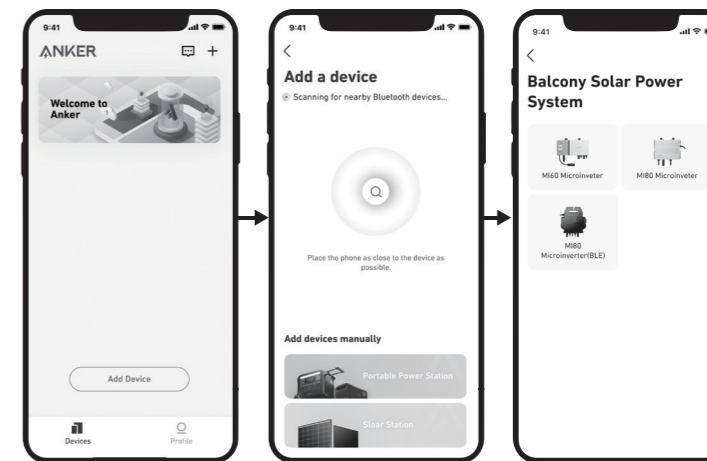 9:41
ANKER
Welcome to
Anker
Add Device
Devices
Profile
9:41
Add a device
Scanning for nearby Bluetooth devices...
Place the phone as close to the device as
possible.
Add devices manually
Portable Power Station
Sloar Station
9:41
Balcony Solar Power
System
MI60 Microinveter
MI80 Microinveter
MI80
Microinverter(BLE)